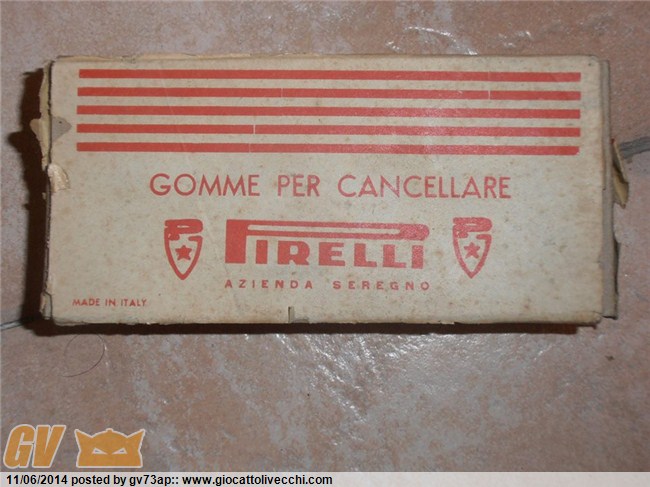 GOMME PER CANCELLARE
PIRELLI
AZIENDA SEREGNO
MADE IN ITALY
GV
11/06/2014 posted by gv73ap:: www.giocattolivecchi.com